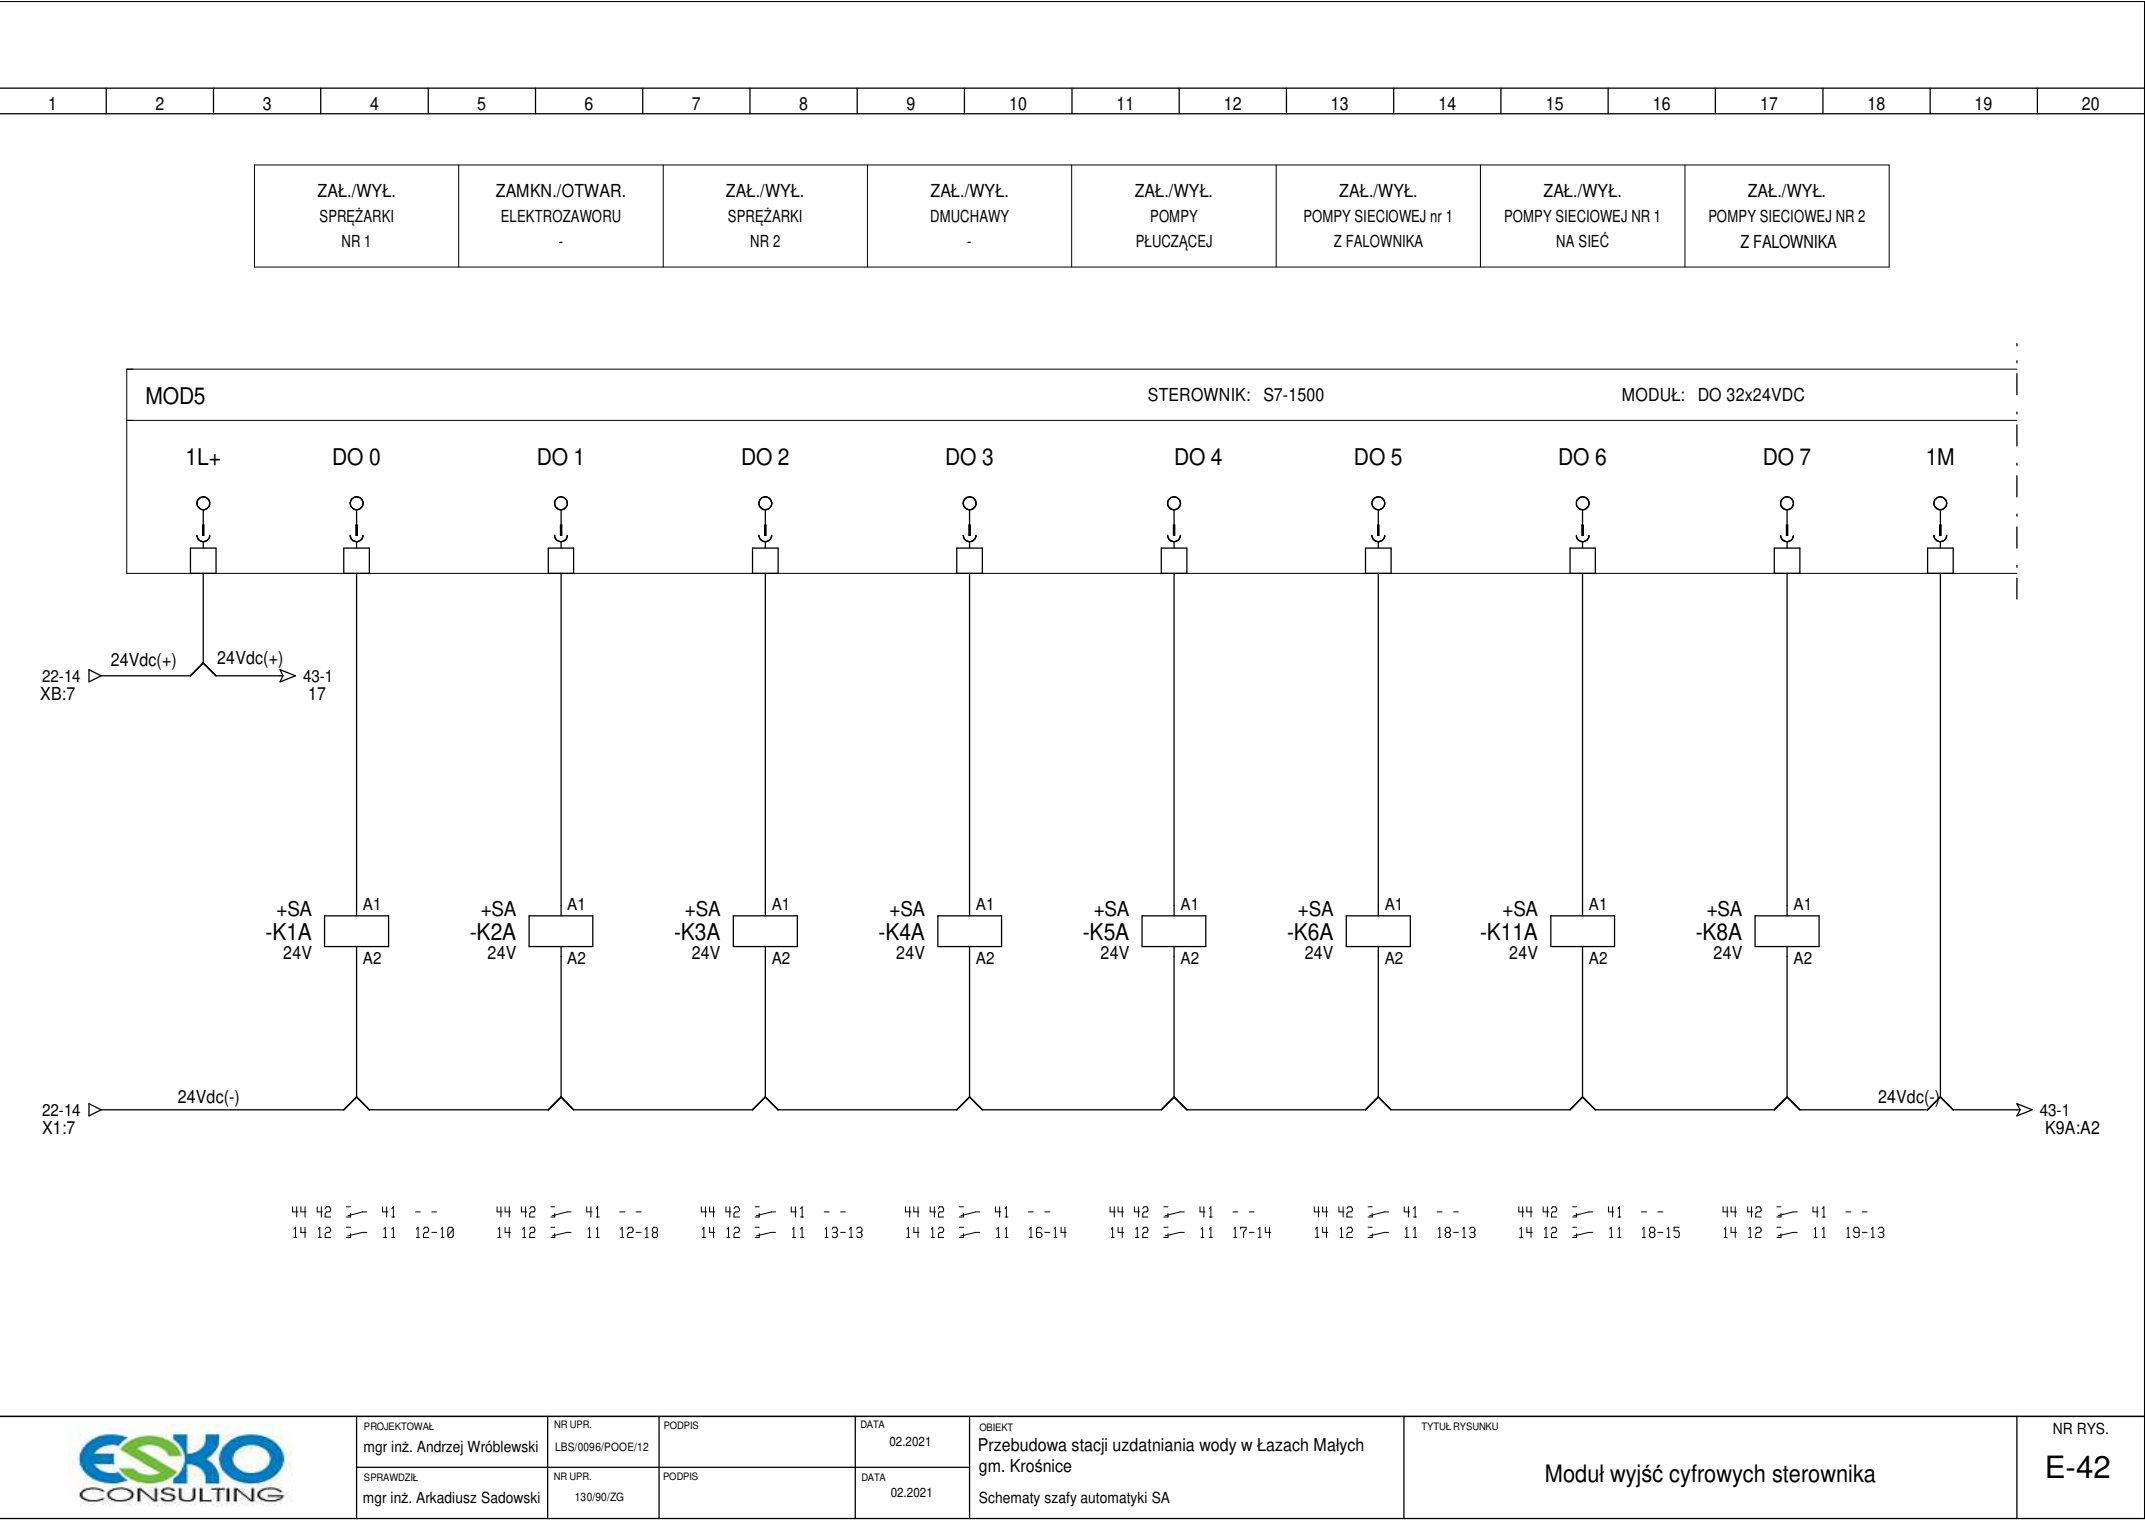 1 2 3 4 5 6 7 8 9 10 11 12 13 14 15 16 17 18 19 20
ZAŁ./WYŁ.
SPRĘŻARKI
NR 1
ZAMKN./OTWAR.
ELEKTROZAWORU
-
ZAŁ./WYŁ.
SPRĘŻARKI
NR 2
ZAŁ./WYŁ.
DMUCHAWY
-
ZAŁ./WYŁ.
POMPY
PŁUCZĄCEJ
ZAŁ./WYŁ.
POMPY SIECIOWEJ nr 1
Z FALOWNIKA
ZAŁ./WYŁ.
POMPY SIECIOWEJ NR 1
NA SIEĆ
ZAŁ./WYŁ.
POMPY SIECIOWEJ NR 2
Z FALOWNIKA
MOD5 STEROWNIK: S7-1500 MODUŁ: DO 32x24VDC
1L+ DO 0 DO 1 DO 2 DO 3 DO 4 DO 5 DO 6 DO 7 1M
24Vdc(+) 24Vdc(+)
22-14 43-1
XB:7 17
+SA A1 +SA A1 +SA A1 +SA A1 +SA A1 +SA A1 +SA A1 +SA A1
-K1A -K2A -K3A -K4A -K5A -K6A -K11A -K8A
24V A2 24V A2 24V A2 24V A2 24V A2 24V A2 24V A2 24V A2
24Vdc(-) 24Vdc(-)
22-14 43-1
X1:7 K9A:A2
44 42 41 - - 44 42 41 - - 44 42 41 - - 44 42 41 - - 44 42 41 - - 44 42 41 - - 44 42 41 - - 44 42 41 - -
14 12 11 12-10 14 12 11 12-18 14 12 11 13-13 14 12 11 16-14 14 12 11 17-14 14 12 11 18-13 14 12 11 18-15 14 12 11 19-13
ESKO
CONSULTING
PROJEKTOWAŁ
mgr inż. Andrzej Wróblewski
NR UPR.
LBS/0096/POOE/12
PODPIS
DATA
02.2021
SPRAWDZIŁ
mgr inż. Arkadiusz Sadowski
NR UPR.
130/90/ZG
PODPIS
DATA
02.2021
OBIEKT
Przebudowa stacji uzdatniania wody w Łazach Małych
gm. Krośnice
Schematy szafy automatyki SA
TYTUŁ RYSUNKU
Moduł wyjść cyfrowych sterownika
NR RYS.
E-42